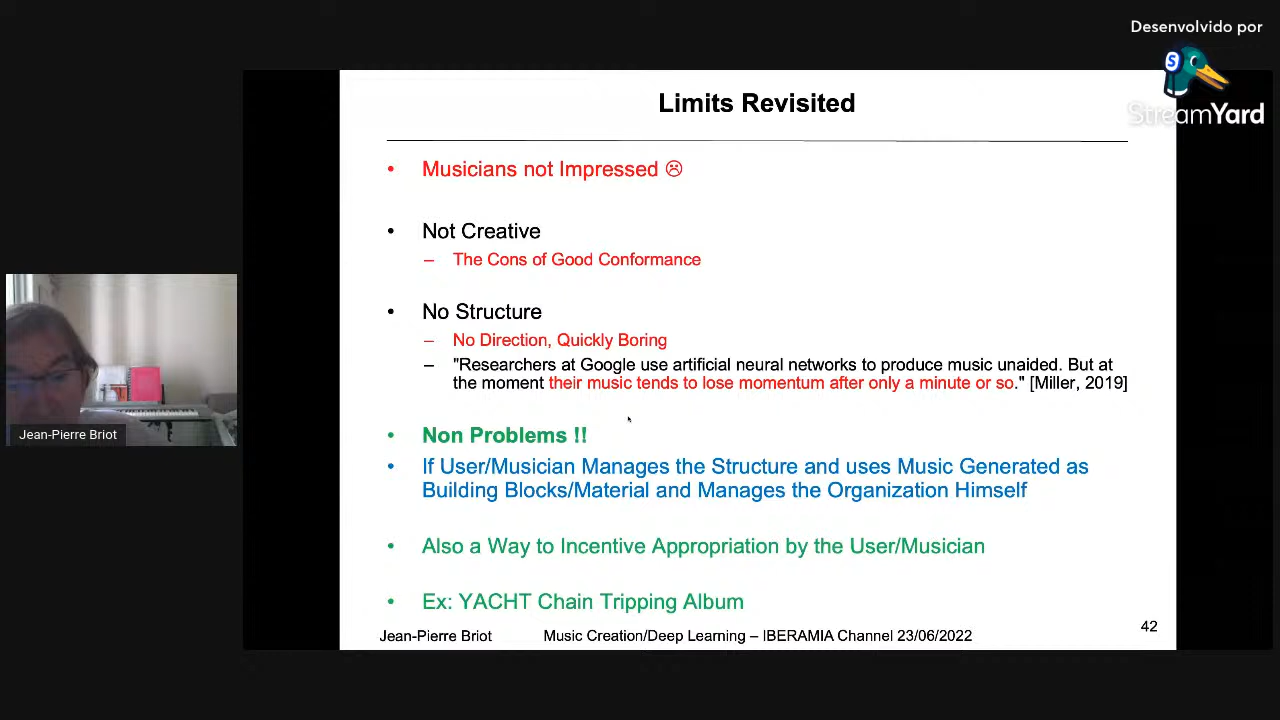 Desenvolvido por
StreamYard
Limits Revisited
• Musicians not Impressed ☹
• Not Creative
– The Cons of Good Conformance
• No Structure
– No Direction, Quickly Boring
– "Researchers at Google use artificial neural networks to produce music unaided. But at
the moment their music tends to lose momentum after only a minute or so." [Miller, 2019]
• Non Problems !!
• If User/Musician Manages the Structure and uses Music Generated as
Building Blocks/Material and Manages the Organization Himself
• Also a Way to Incentive Appropriation by the User/Musician
• Ex: YACHT Chain Tripping Album
Jean-Pierre Briot Music Creation/Deep Learning – IBERAMIA Channel 23/06/2022 42
Jean-Pierre Briot